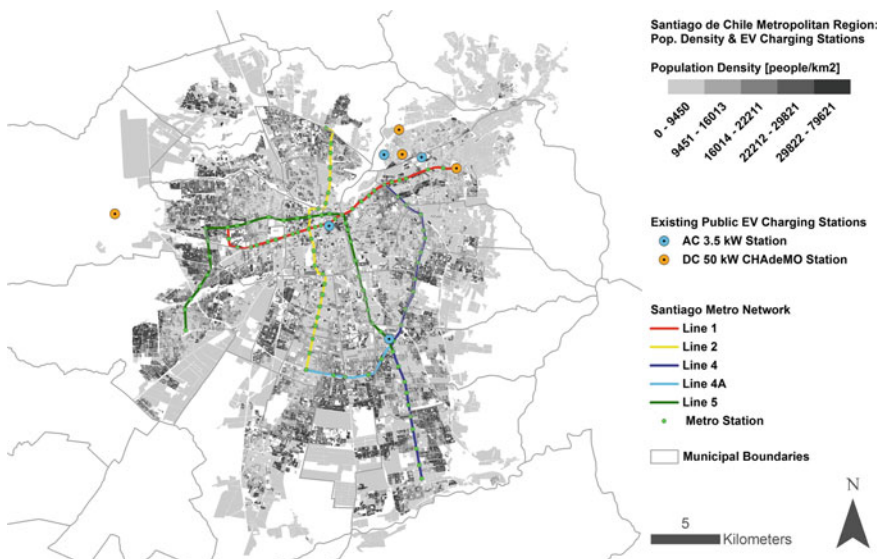 Santiago de Chile Metropolitan Region:
Pop. Density & EV Charging Stations
Population Density [people/km2]
0 - 9450
9451 - 16013
16014 - 22211
22212 - 29821
29822 - 79621
Existing Public EV Charging Stations
AC 3.5 kW Station
DC 50 kW CHAdeMO Station
Santiago Metro Network
Line 1
Line 2
Line 4
Line 4A
Line 5
Metro Station
Municipal Boundaries
N
5
Kilometers